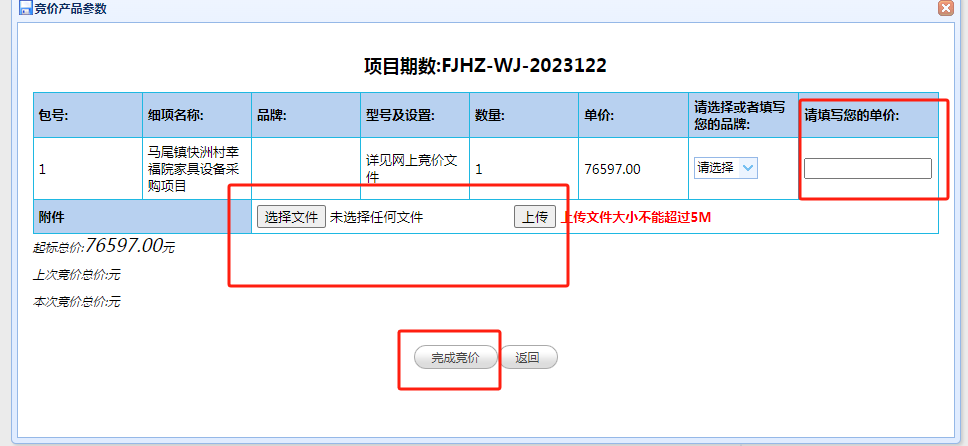 竞价产品参数
项目期数:FJHZ-WJ-2023122
包号: 细项名称: 品牌: 型号及设置: 数量: 单价: 请选择或者填写您的品牌: 请填写您的单价:
1 马尾镇快洲村幸福院家具设备采购项目 详见网上竞价文件 1 76597.00 请选择
附件 选择文件 未选择任何文件 上传 上传文件大小不能超过5M
起标总价:76597.00元
上次竞价总价:元
本次竞价总价:元
完成竞价 返回